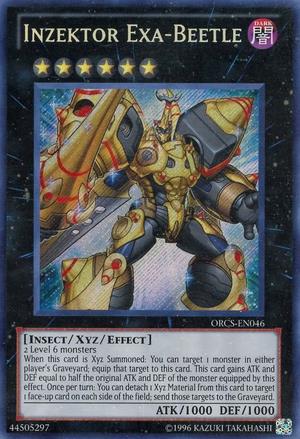 INZEKTOR EXA-BEETLE
DARK
闇
ORCS-EN046
[INSECT/XYZ/EFFECT]
2 Level 6 monsters
When this card is Xyz Summoned: You can target 1 monster in either
player's Graveyard; equip that target to this card. This card gains ATK and
DEF equal to half the original ATK and DEF of the monster equipped by this
effect. Once per turn: You can detach 1 Xyz Material from this card to target
1 face-up card on each side of the field; send those targets to the Graveyard.
ATK/1000 DEF/1000
44505297
©1996 KAZUKI TAKAHASHI